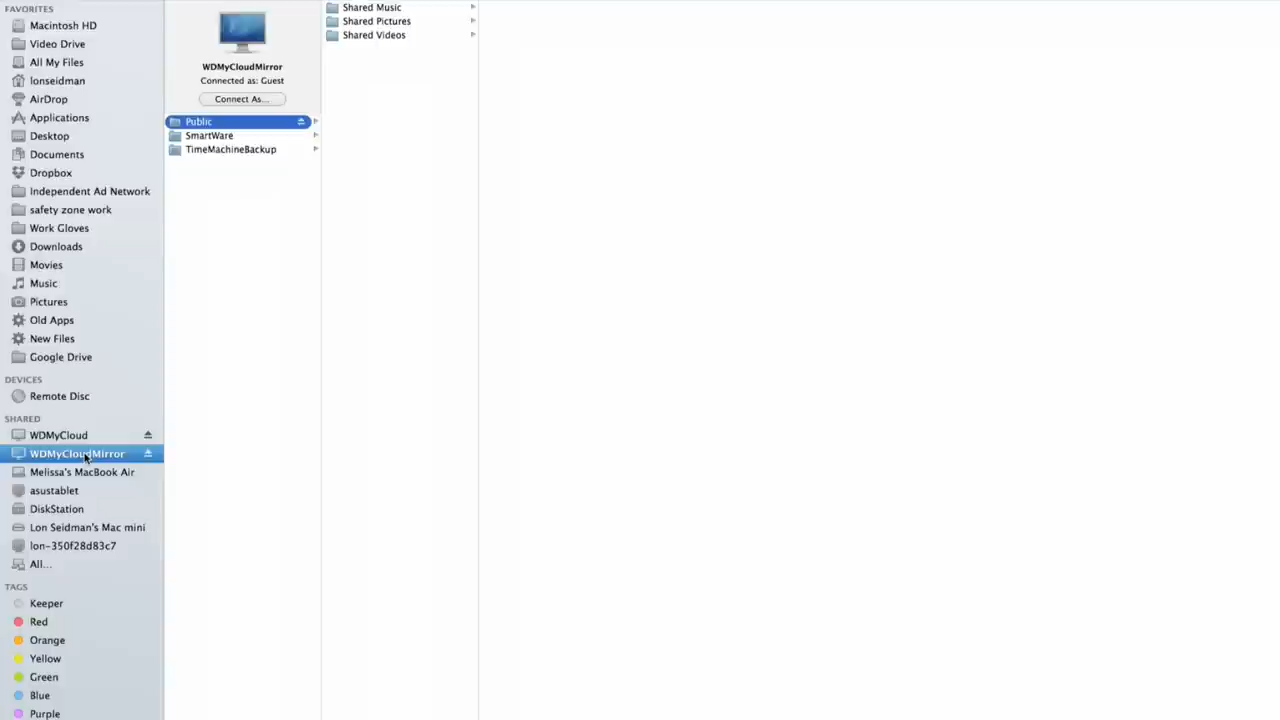 FAVORITES
Macintosh HD
Video Drive
All My Files
lonseidman
AirDrop
Applications
Desktop
Documents
Dropbox
Independent Ad Network
safety zone work
Work Gloves
Downloads
Movies
Music
Pictures
Old Apps
New Files
Google Drive
DEVICES
Remote Disc
SHARED
WDMyCloud
WDMyCloudMirror
Melissa's MacBook Air
asustablet
DiskStation
Lon Seidman's Mac mini
lon-350f28d83c7
All...
TAGS
Keeper
Red
Orange
Yellow
Green
Blue
Purple
WDMyCloudMirror
Connected as: Guest
Connect As...
Public
SmartWare
TimeMachineBackup
Shared Music
Shared Pictures
Shared Videos